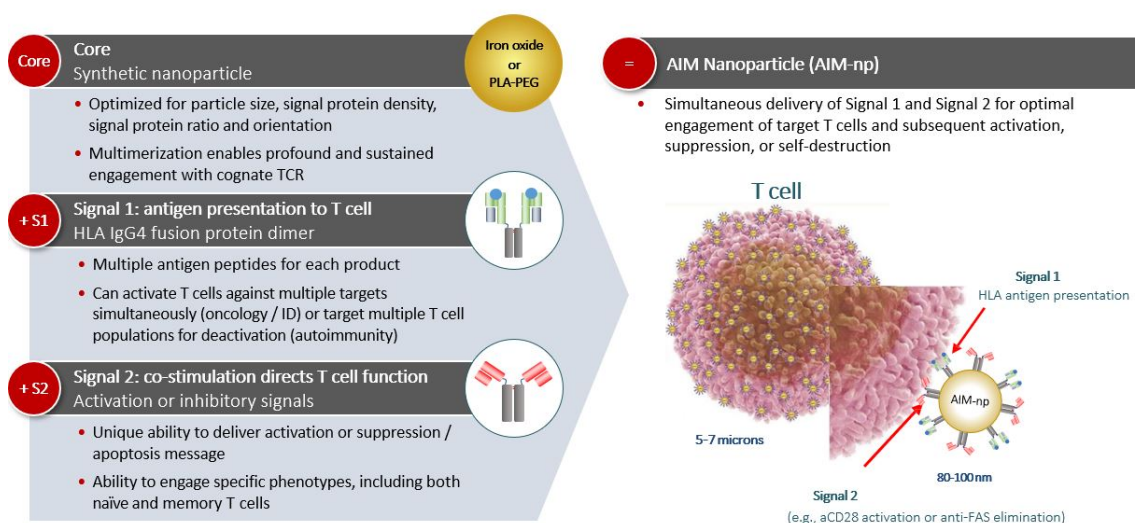 Core
Core
Synthetic nanoparticle
Iron oxide
or
PLA-PEG
• Optimized for particle size, signal protein density,
signal protein ratio and orientation
• Multimerization enables profound and sustained
engagement with cognate TCR
+ S1
Signal 1: antigen presentation to T cell
HLA IgG4 fusion protein dimer
• Multiple antigen peptides for each product
• Can activate T cells against multiple targets
simultaneously (oncology / ID) or target multiple T cell
populations for deactivation (autoimmunity)
+ S2
Signal 2: co-stimulation directs T cell function
Activation or inhibitory signals
• Unique ability to deliver activation or suppression /
apoptosis message
• Ability to engage specific phenotypes, including both
naïve and memory T cells
=
AIM Nanoparticle (AIM-np)
• Simultaneous delivery of Signal 1 and Signal 2 for optimal
engagement of target T cells and subsequent activation,
suppression, or self-destruction
T cell
Signal 1
HLA antigen presentation
AIM-np
5-7 microns
80-100nm
Signal 2
(e.g., aCD28 activation or anti-FAS elimination)